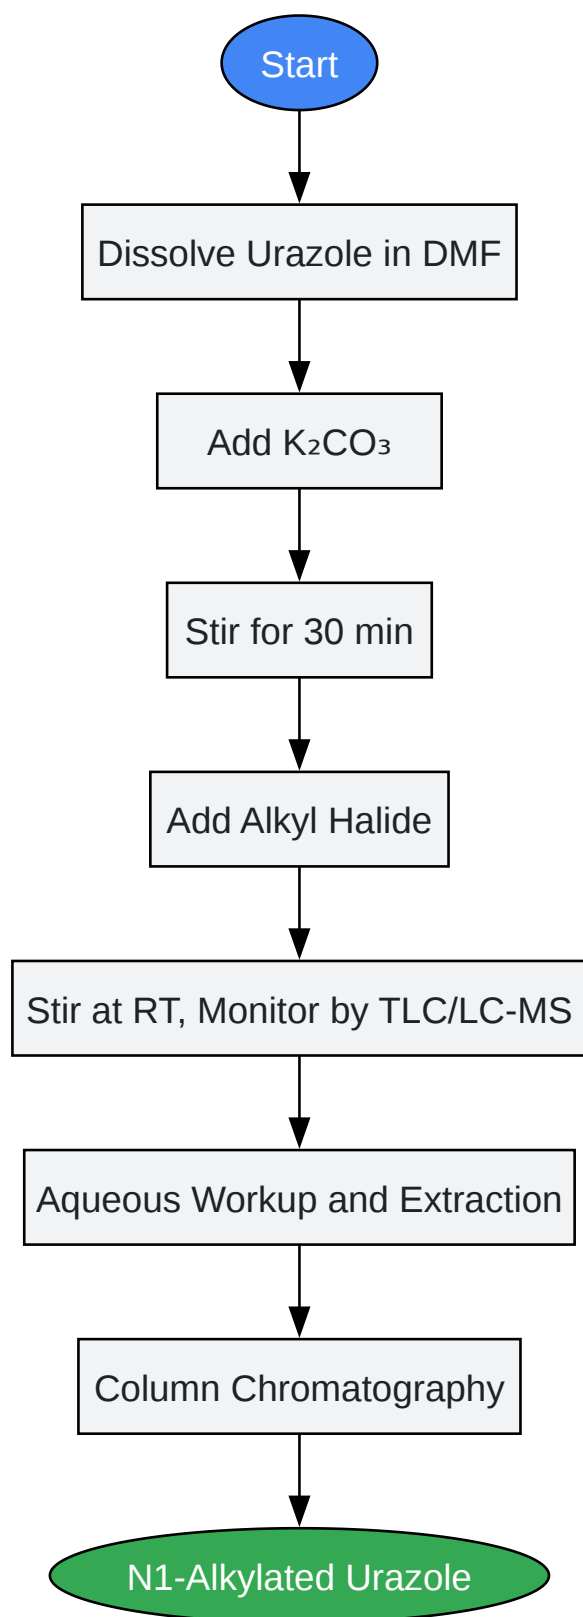 Start
Dissolve Urazole in DMF
Add K₂CO₃
Stir for 30 min
Add Alkyl Halide
Stir at RT, Monitor by TLC/LC-MS
Aqueous Workup and Extraction
Column Chromatography
N1-Alkylated Urazole